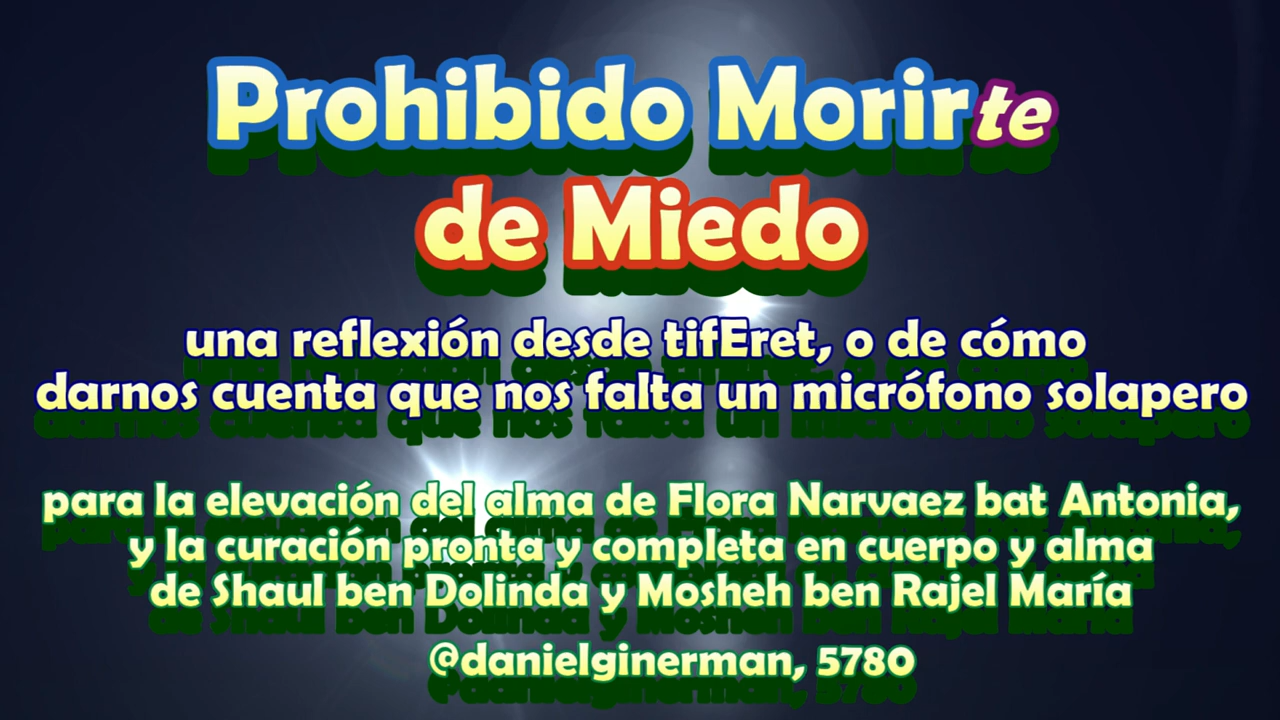 Prohibido Morirte
de Miedo
una reflexión desde tifEret, o de cómo
darnos cuenta que nos falta un micrófono solapero
para la elevación del alma de Flora Narvaez bat Antonia,
y la curación pronta y completa en cuerpo y alma
de Shaul ben Dolinda y Mosheh ben Rajel María
@danielginerman, 5780